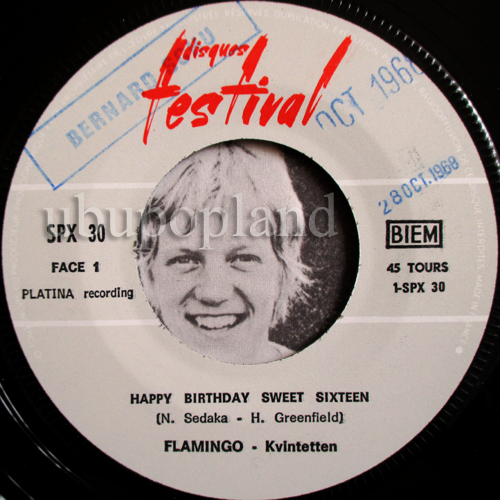 disques
festival
BERNARD
OCT 1968
28 OCT. 1968
ubupopland
SPX 30
BIEM
FACE 1
45 TOURS
PLATINA recording
1-SPX 30
HAPPY BIRTHDAY SWEET SIXTEEN
(N. Sedaka - H. Greenfield)
FLAMINGO - Kvintetten